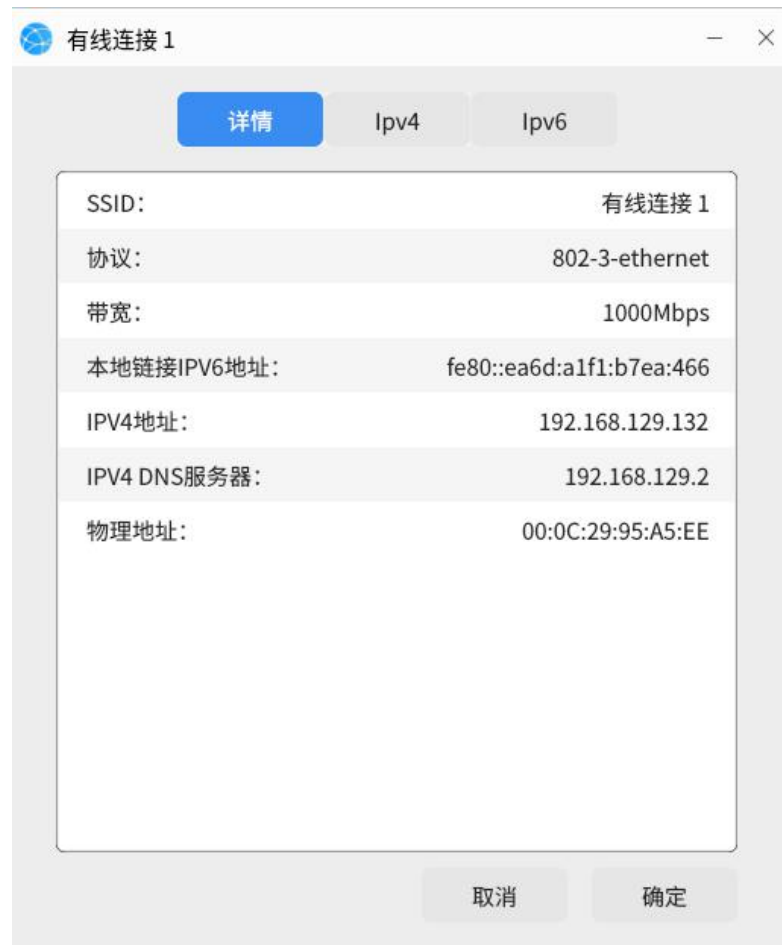 有线连接 1
详情 Ipv4 Ipv6
SSID: 有线连接 1
协议: 802-3-ethernet
带宽: 1000Mbps
本地链接IPV6地址: fe80::ea6d:a1f1:b7ea:466
IPV4地址: 192.168.129.132
IPV4 DNS服务器: 192.168.129.2
物理地址: 00:0C:29:95:A5:EE
取消 确定